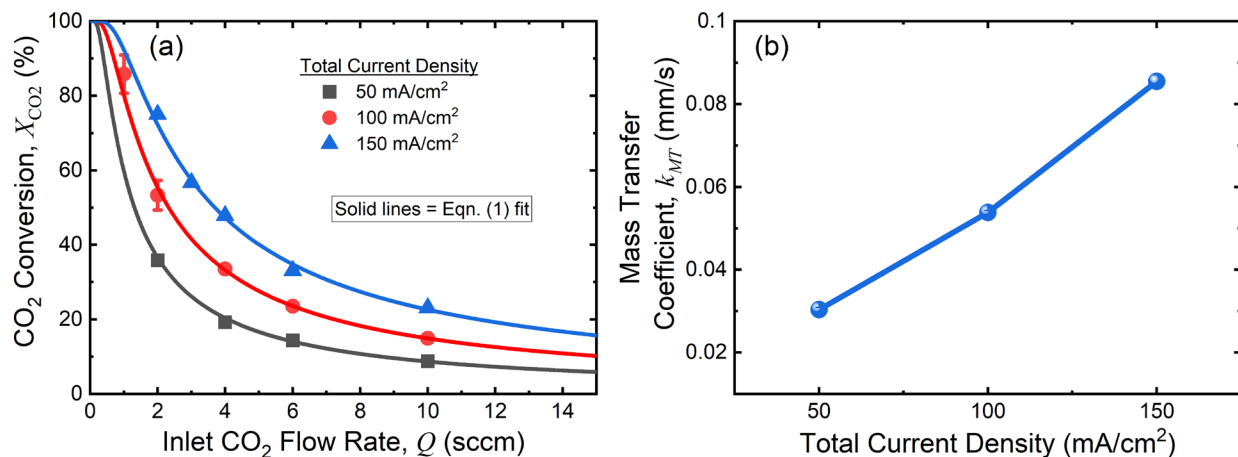 (a)
CO₂ Conversion, X_CO2 (%)
100
80
60
40
20
0
Total Current Density
50 mA/cm²
100 mA/cm²
150 mA/cm²
Solid lines = Eqn. (1) fit
0 2 4 6 8 10 12 14
Inlet CO₂ Flow Rate, Q (sccm)
(b)
Mass Transfer
Coefficient, k_MT (mm/s)
0.1
0.08
0.06
0.04
0.02
50 100 150
Total Current Density (mA/cm²)